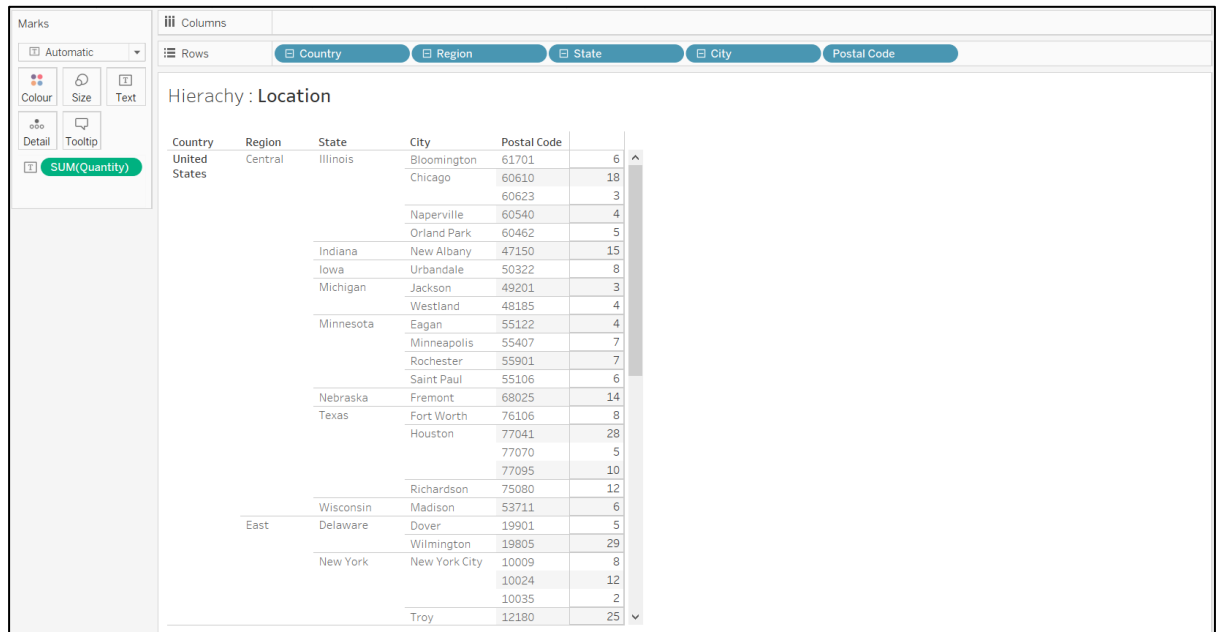 Marks
Automatic
Colour Size Text
Detail Tooltip
SUM(Quantity)
Columns
Rows Country Region State City Postal Code
Hierachy : Location
Country Region State City Postal Code
United States Central Illinois Bloomington 61701 6
Chicago 60610 18
60623 3
Naperville 60540 4
Orland Park 60462 5
Indiana New Albany 47150 15
Iowa Urbandale 50322 8
Michigan Jackson 49201 3
Westland 48185 4
Minnesota Eagan 55122 4
Minneapolis 55407 7
Rochester 55901 7
Saint Paul 55106 6
Nebraska Fremont 68025 14
Texas Fort Worth 76106 8
Houston 77041 28
77070 5
77095 10
Richardson 75080 12
Wisconsin Madison 53711 6
East Delaware Dover 19901 5
Wilmington 19805 29
New York New York City 10009 8
10024 12
10035 2
Troy 12180 25